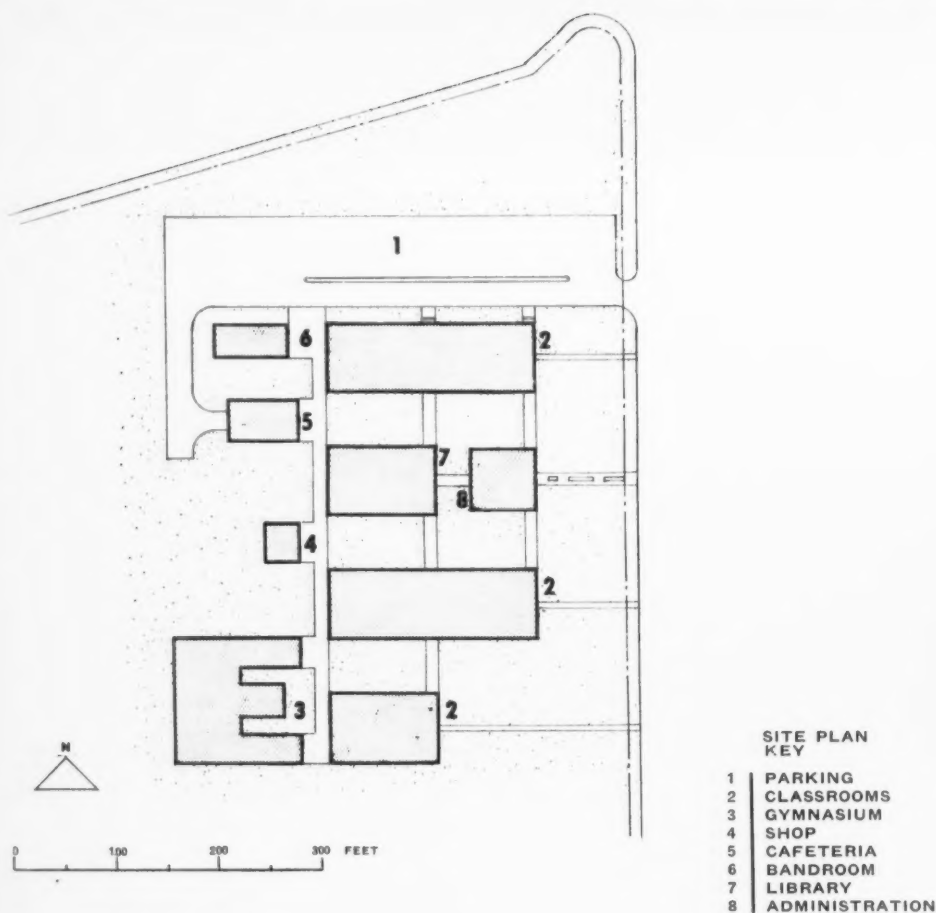 1
6
2
5
7
8
4
2
3
2
N
0 100 200 300 FEET
SITE PLAN
KEY
1 PARKING
2 CLASSROOMS
3 GYMNASIUM
4 SHOP
5 CAFETERIA
6 BANDROOM
7 LIBRARY
8 ADMINISTRATION